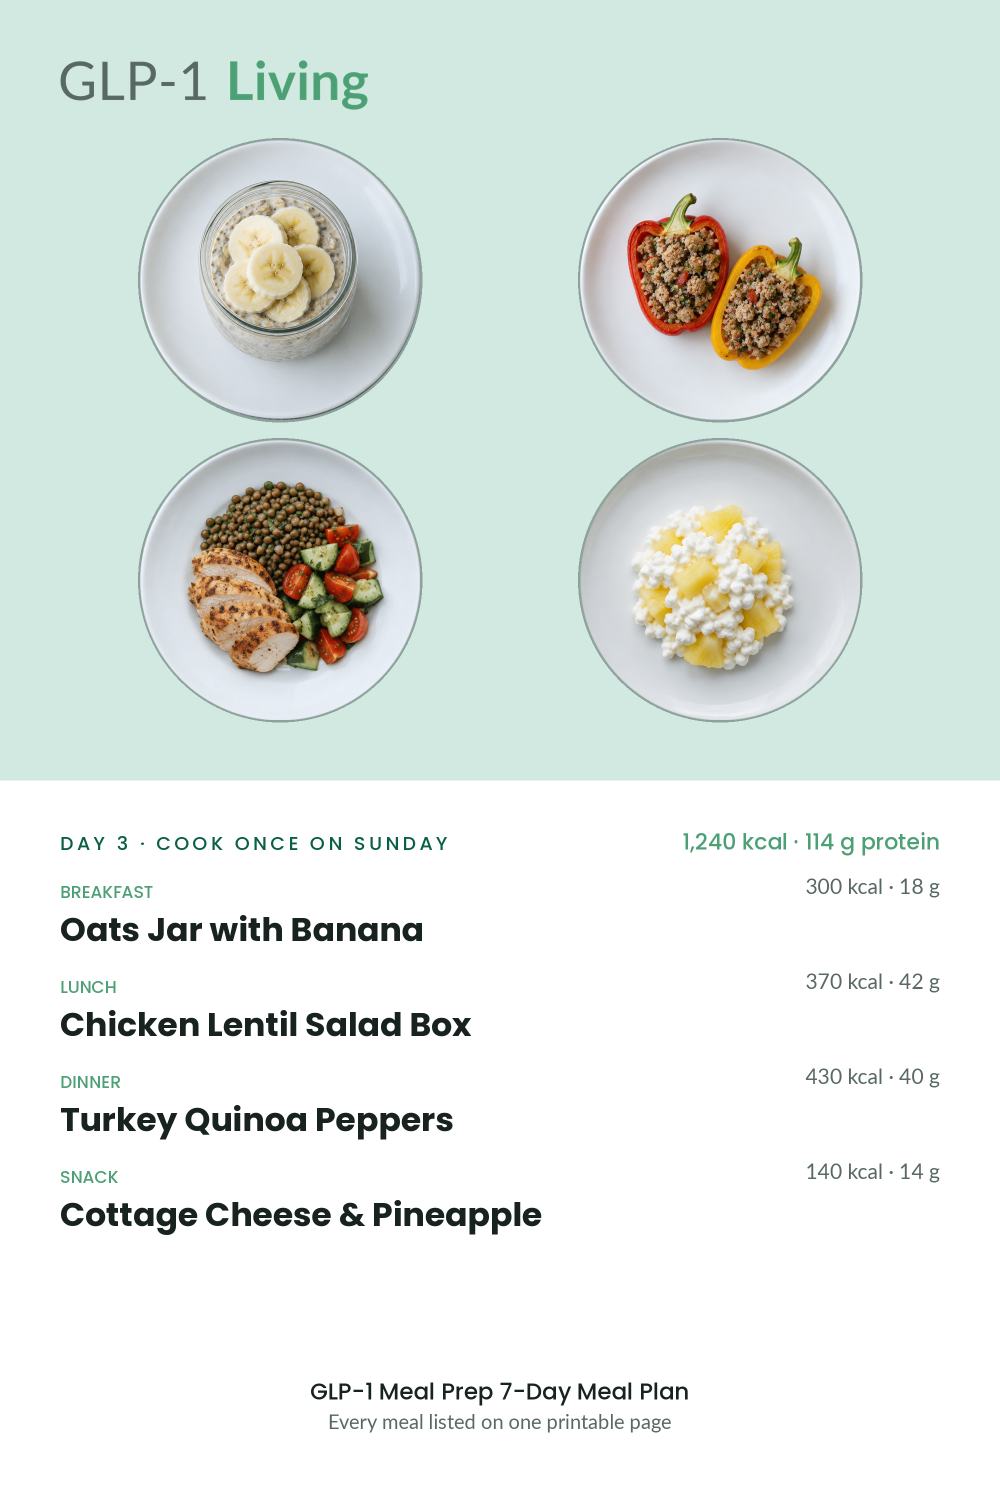 GLP-1 Living
DAY 3 · COOK ONCE ON SUNDAY
1,240 kcal · 114 g protein
BREAKFAST
300 kcal · 18 g
Oats Jar with Banana
LUNCH
370 kcal · 42 g
Chicken Lentil Salad Box
DINNER
430 kcal · 40 g
Turkey Quinoa Peppers
SNACK
140 kcal · 14 g
Cottage Cheese & Pineapple
GLP-1 Meal Prep 7-Day Meal Plan
Every meal listed on one printable page